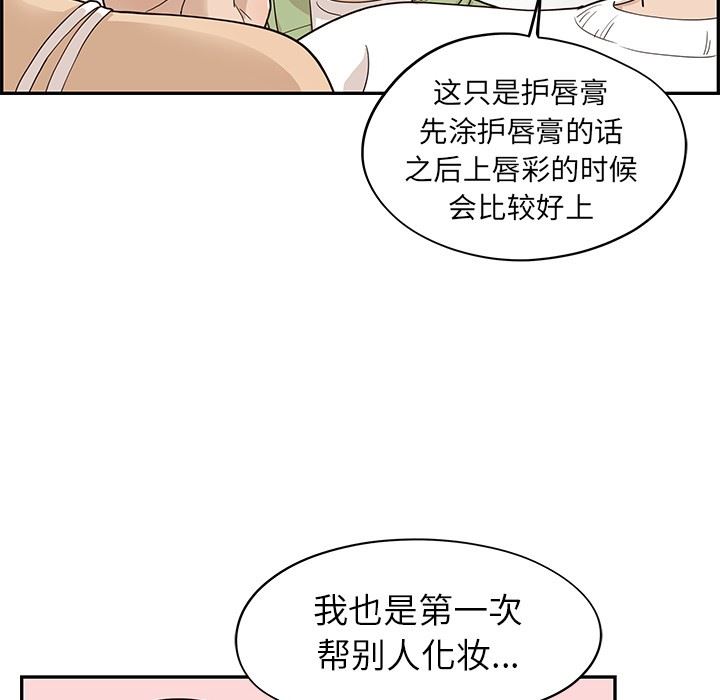 这只是护唇膏
先涂护唇膏的话
之后上唇彩的时候
会比较好上
我也是第一次
帮别人化妆...